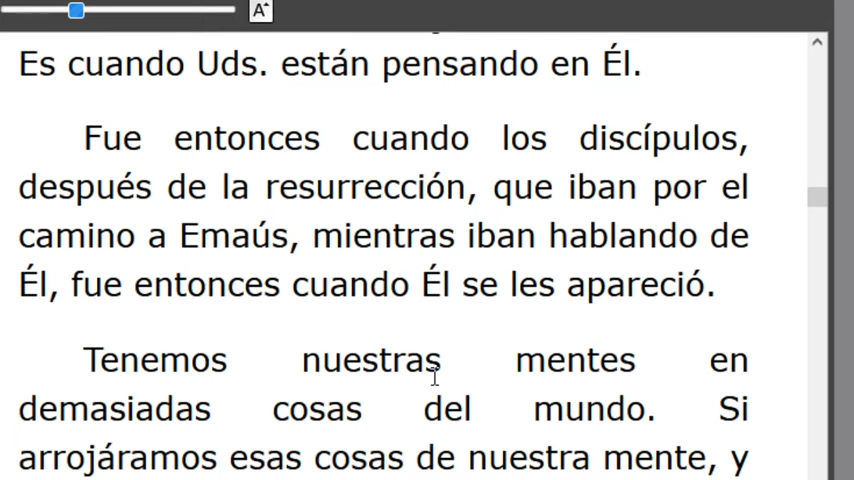 A
Es cuando Uds. están pensando en Él.
Fue entonces cuando los discípulos,
después de la resurrección, que iban por el
camino a Emaús, mientras iban hablando de
Él, fue entonces cuando Él se les apareció.
Tenemos nuestras mentes en
demasiadas cosas del mundo. Si
arrojáramos esas cosas de nuestra mente, y